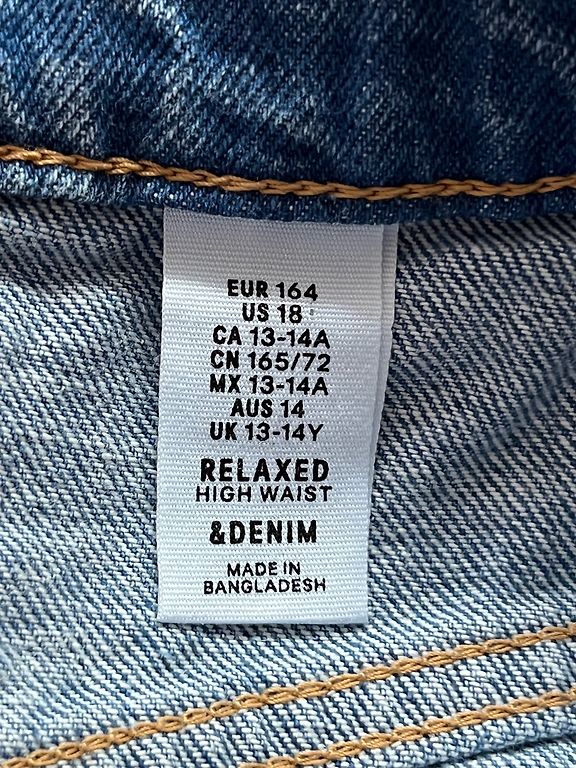 EUR 164
US 18
CA 13-14A
CN 165/72
MX 13-14A
AUS 14
UK 13-14Y
RELAXED
HIGH WAIST
&DENIM
MADE IN
BANGLADESH